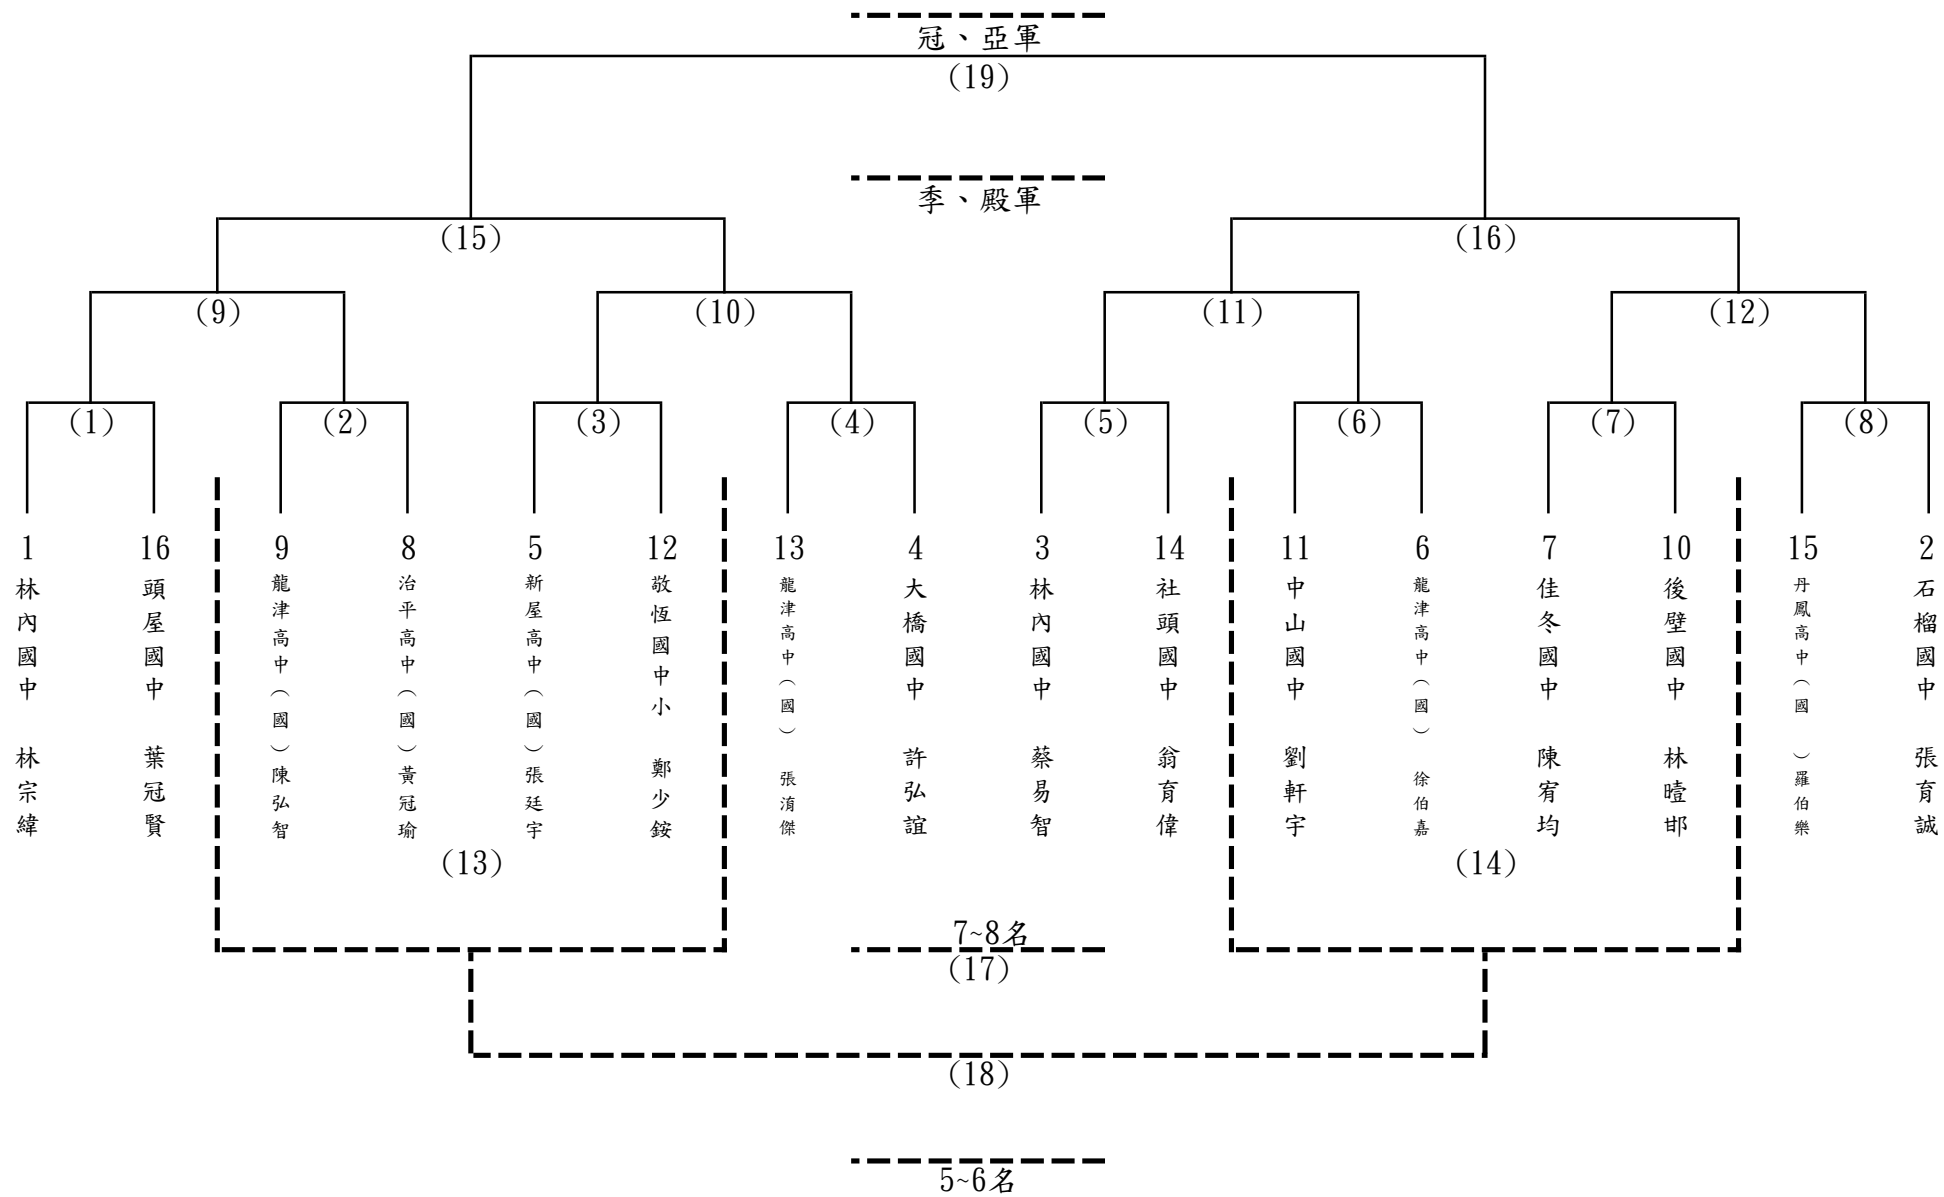 冠、亞軍
(19)
季、殿軍
(15)
(16)
(9)
(10)
(11)
(12)
(1)
(2)
(3)
(4)
(5)
(6)
(7)
(8)
1
林內國中 林宗緯
16
頭屋國中 葉冠賢
9
龍津高中(國)陳弘智
8
治平高中(國)黃冠瑜
5
新屋高中(國)張廷宇
12
敬恆國中小 鄭少銨
13
龍津高中(國) 張淯傑
4
大橋國中 許弘誼
3
林內國中 蔡易智
14
社頭國中 翁育偉
11
中山國中 劉軒宇
6
龍津高中(國) 徐伯嘉
7
佳冬國中 陳宥均
10
後壁國中 林曀邯
15
丹鳳高中(國 )羅伯樂
2
石榴國中 張育誠
(13)
(14)
7~8名
(17)
(18)
5~6名